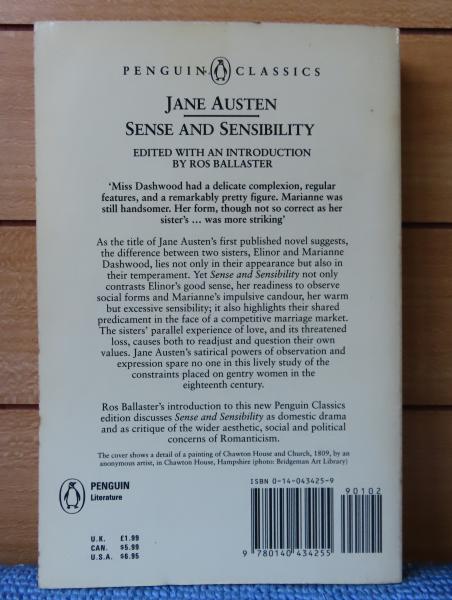 PENGUIN CLASSICS
JANE AUSTEN
SENSE AND SENSIBILITY
EDITED WITH AN INTRODUCTION
BY ROS BALLASTER
‘Miss Dashwood had a delicate complexion, regular
features, and a remarkably pretty figure. Marianne was
still handsomer. Her form, though not so correct as her
sister’s ... was more striking’
As the title of Jane Austen’s first published novel suggests,
the difference between two sisters, Elinor and Marianne
Dashwood, lies not only in their appearance but also in
their temperament. Yet Sense and Sensibility not only
contrasts Elinor’s good sense, her readiness to observe
social forms and Marianne’s impulsive candour, her warm
but excessive sensibility; it also highlights their shared
predicament in the face of a competitive marriage market.
The sisters’ parallel experience of love, and its threatened
loss, causes both to readjust and question their own
values. Jane Austen’s satirical powers of observation and
expression spare no one in this lively study of the
constraints placed on gentry women in the
eighteenth century.
Ros Ballaster’s introduction to this new Penguin Classics
edition discusses Sense and Sensibility as domestic drama
and as critique of the wider aesthetic, social and political
concerns of Romanticism.
The cover shows a detail of a painting of Chawton House and Church, 1809, by an
anonymous artist, in Chawton House, Hampshire (photo: Bridgeman Art Library)
PENGUIN
Literature
U.K. £1.99
CAN. $5.99
U.S.A. $6.95
ISBN 0-14-043425-9
90102
9 780140 434255